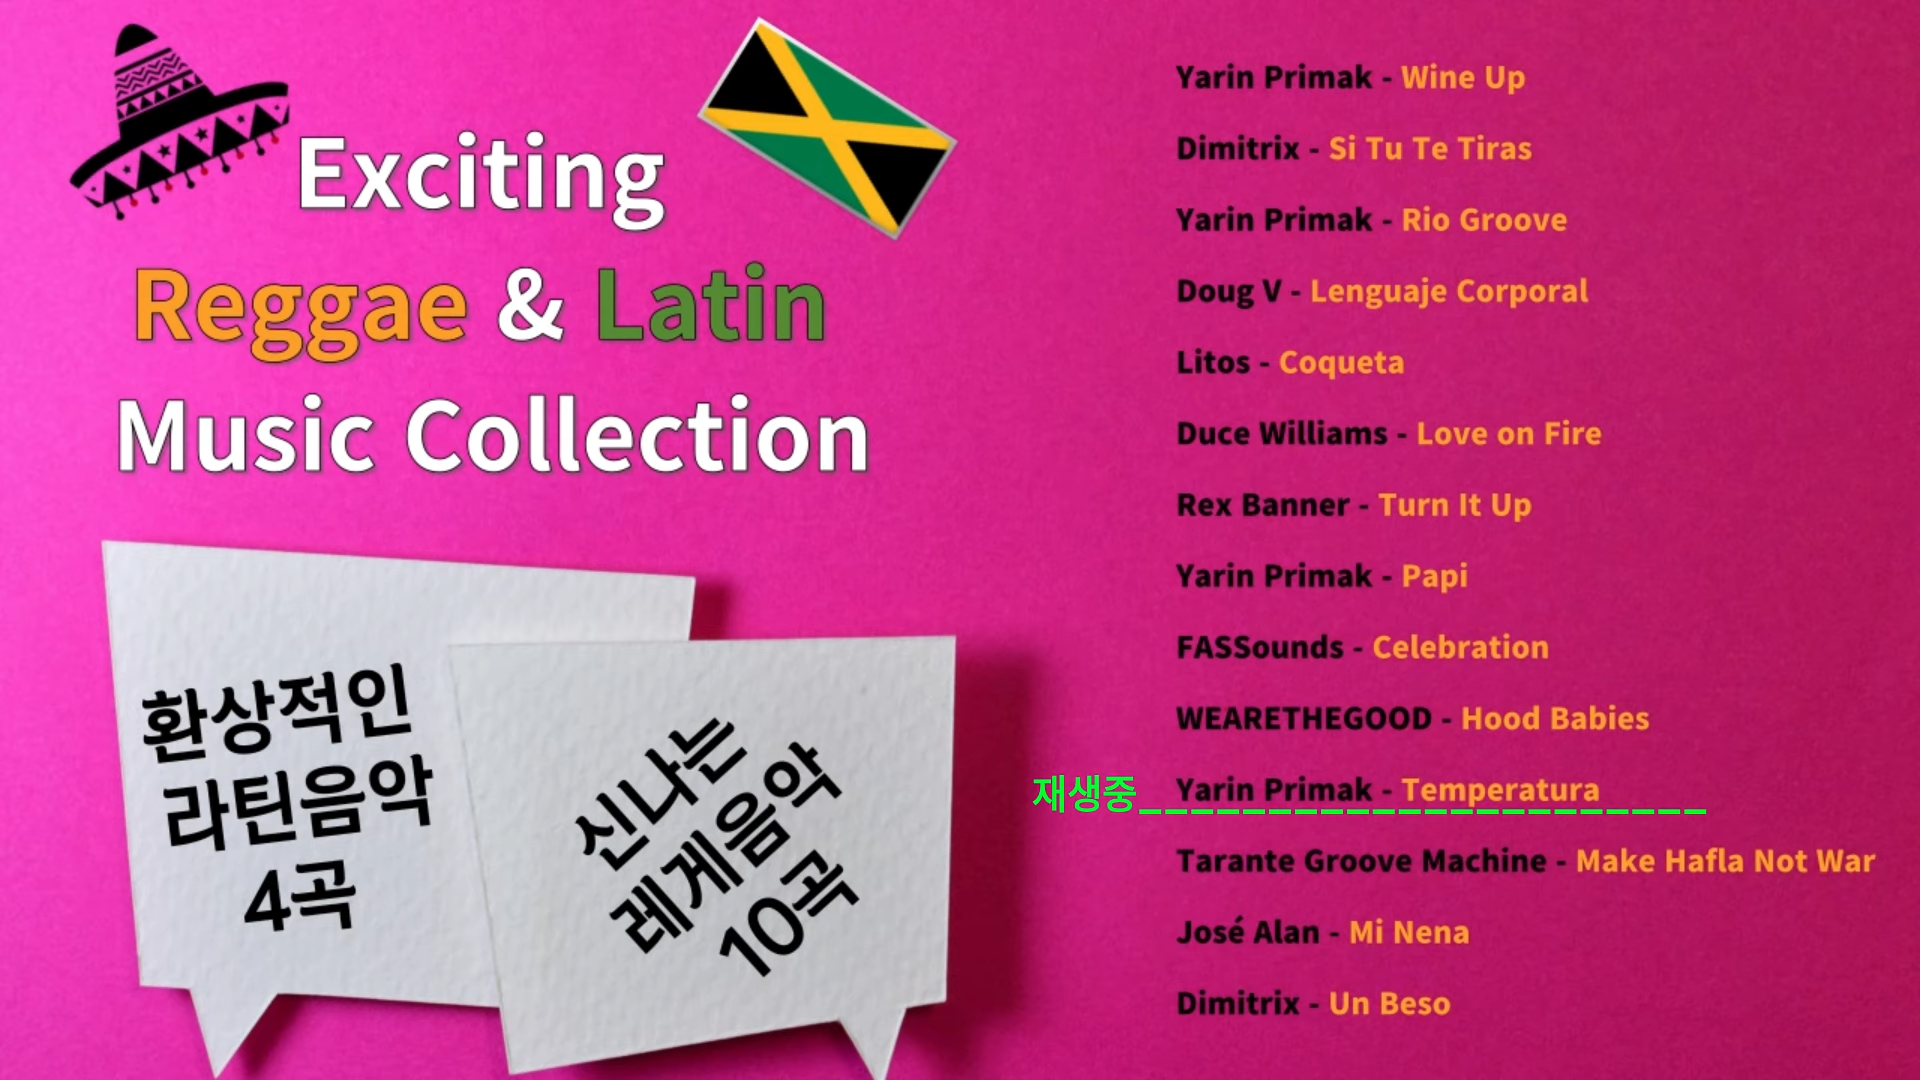 Exciting
Reggae & Latin
Music Collection
환상적인
라틴음악
4곡
신나는
레게음악
10곡
Yarin Primak - Wine Up
Dimitrix - Si Tu Te Tiras
Yarin Primak - Rio Groove
Doug V - Lenguaje Corporal
Litos - Coqueta
Duce Williams - Love on Fire
Rex Banner - Turn It Up
Yarin Primak - Papi
FASSounds - Celebration
WEARETHEGOOD - Hood Babies
재생중 Yarin Primak - Temperatura
Tarante Groove Machine - Make Hafla Not War
José Alan - Mi Nena
Dimitrix - Un Beso